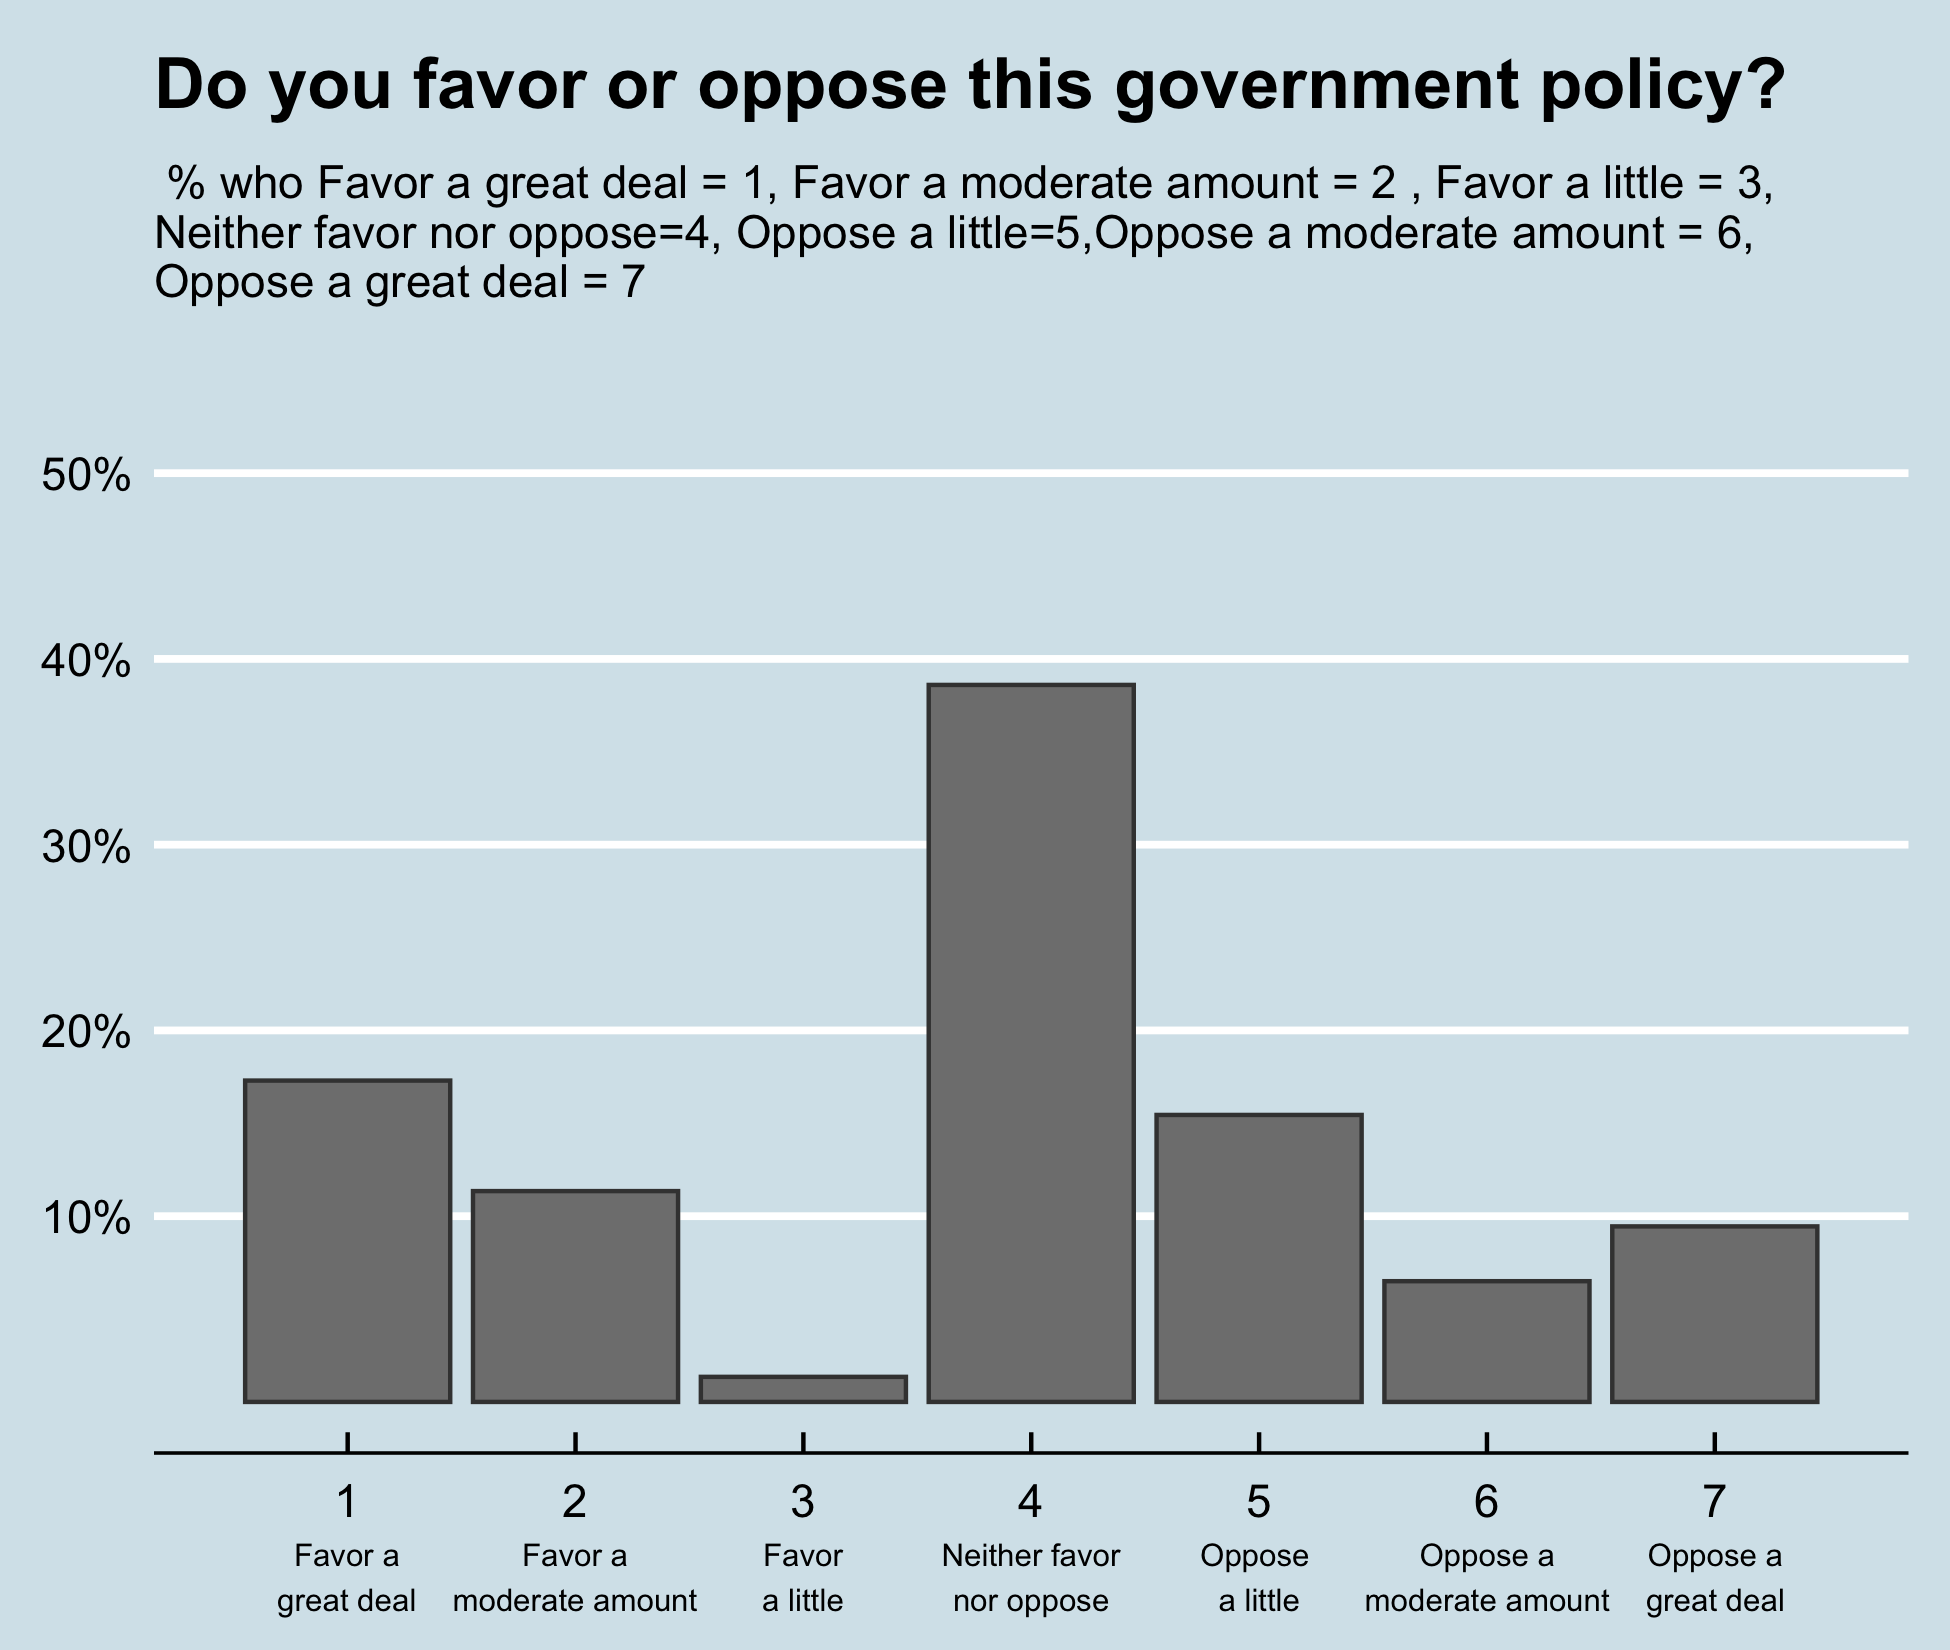 Do you favor or oppose this government policy?
% who Favor a great deal = 1, Favor a moderate amount = 2 , Favor a little = 3,
Neither favor nor oppose=4, Oppose a little=5,Oppose a moderate amount = 6,
Oppose a great deal = 7
50%
40%
30%
20%
10%
1 2 3 4 5 6 7
Favor a Favor a Favor Neither favor Oppose Oppose a Oppose a
great deal moderate amount a little nor oppose a little moderate amount great deal